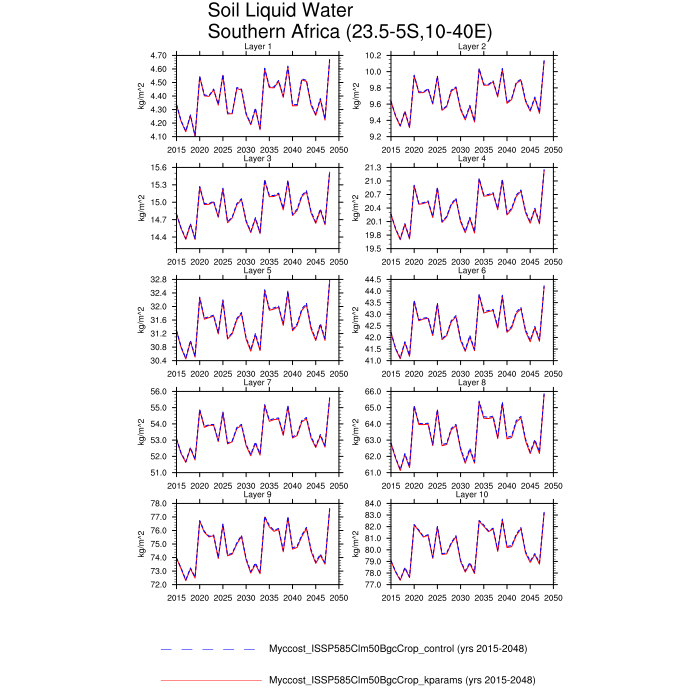 Soil Liquid Water
Southern Africa (23.5-5S,10-40E)
Layer 1
kg/m^2
4.70
4.60
4.50
4.40
4.30
4.20
4.10
2015 2020 2025 2030 2035 2040 2045 2050
Layer 2
kg/m^2
10.2
10.0
9.8
9.6
9.4
9.2
2015 2020 2025 2030 2035 2040 2045 2050
Layer 3
kg/m^2
15.6
15.3
15.0
14.7
14.4
2015 2020 2025 2030 2035 2040 2045 2050
Layer 4
kg/m^2
21.3
21.0
20.7
20.4
20.1
19.8
19.5
2015 2020 2025 2030 2035 2040 2045 2050
Layer 5
kg/m^2
32.8
32.4
32.0
31.6
31.2
30.8
30.4
2015 2020 2025 2030 2035 2040 2045 2050
Layer 6
kg/m^2
44.5
44.0
43.5
43.0
42.5
42.0
41.5
41.0
2015 2020 2025 2030 2035 2040 2045 2050
Layer 7
kg/m^2
56.0
55.0
54.0
53.0
52.0
51.0
2015 2020 2025 2030 2035 2040 2045 2050
Layer 8
kg/m^2
66.0
65.0
64.0
63.0
62.0
61.0
2015 2020 2025 2030 2035 2040 2045 2050
Layer 9
kg/m^2
78.0
77.0
76.0
75.0
74.0
73.0
72.0
2015 2020 2025 2030 2035 2040 2045 2050
Layer 10
kg/m^2
84.0
83.0
82.0
81.0
80.0
79.0
78.0
77.0
2015 2020 2025 2030 2035 2040 2045 2050
Myccost_ISSP585Clm50BgcCrop_control (yrs 2015-2048)
Myccost_ISSP585Clm50BgcCrop_kparams (yrs 2015-2048)